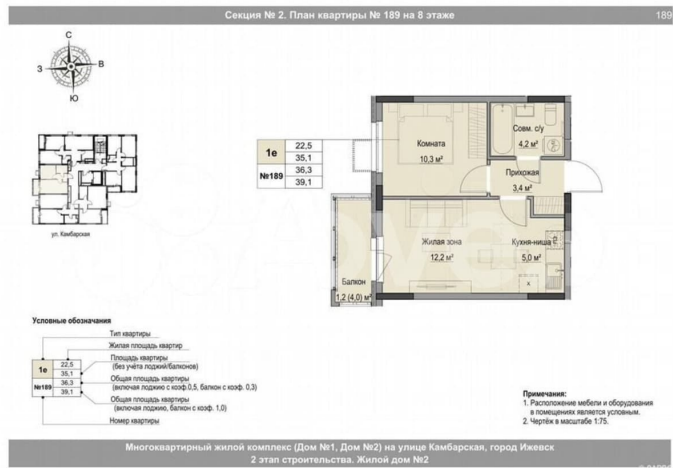 Секция № 2. План квартиры № 189 на 8 этаже
189
С
З
В
Ю
ул. Камбарская
1е
22,5
35,1
№189
36,3
39,1
Комната
10,3 м²
Совм. с/у
4,2 м²
Прихожая
3,4 м²
Жилая зона
12,2 м²
Кухня-ниша
5,0 м²
Х
Балкон
1,2 (4,0) м²
Условные обозначания
Тип квартиры
Жилая площадь квартир
Площадь квартиры
(без учёта лоджий/балконов)
1е
22,5
35,1
№189
36,3
39,1
Общая площадь квартиры
(включая лоджию с коэф.0,5, балкон с коэф. 0,3)
Общая площадь квартиры
(включая лоджию, балкон с коэф. 1,0)
Номер квартиры
Примечания:
1. Расположение мебели и оборудования
в помещениях является условным.
2. Чертёж в масштабе 1:75.
Многоквартирный жилой комплекс (Дом №1, Дом №2) на улице Камбарская, город Ижевск
2 этап строительства. Жилой дом №2